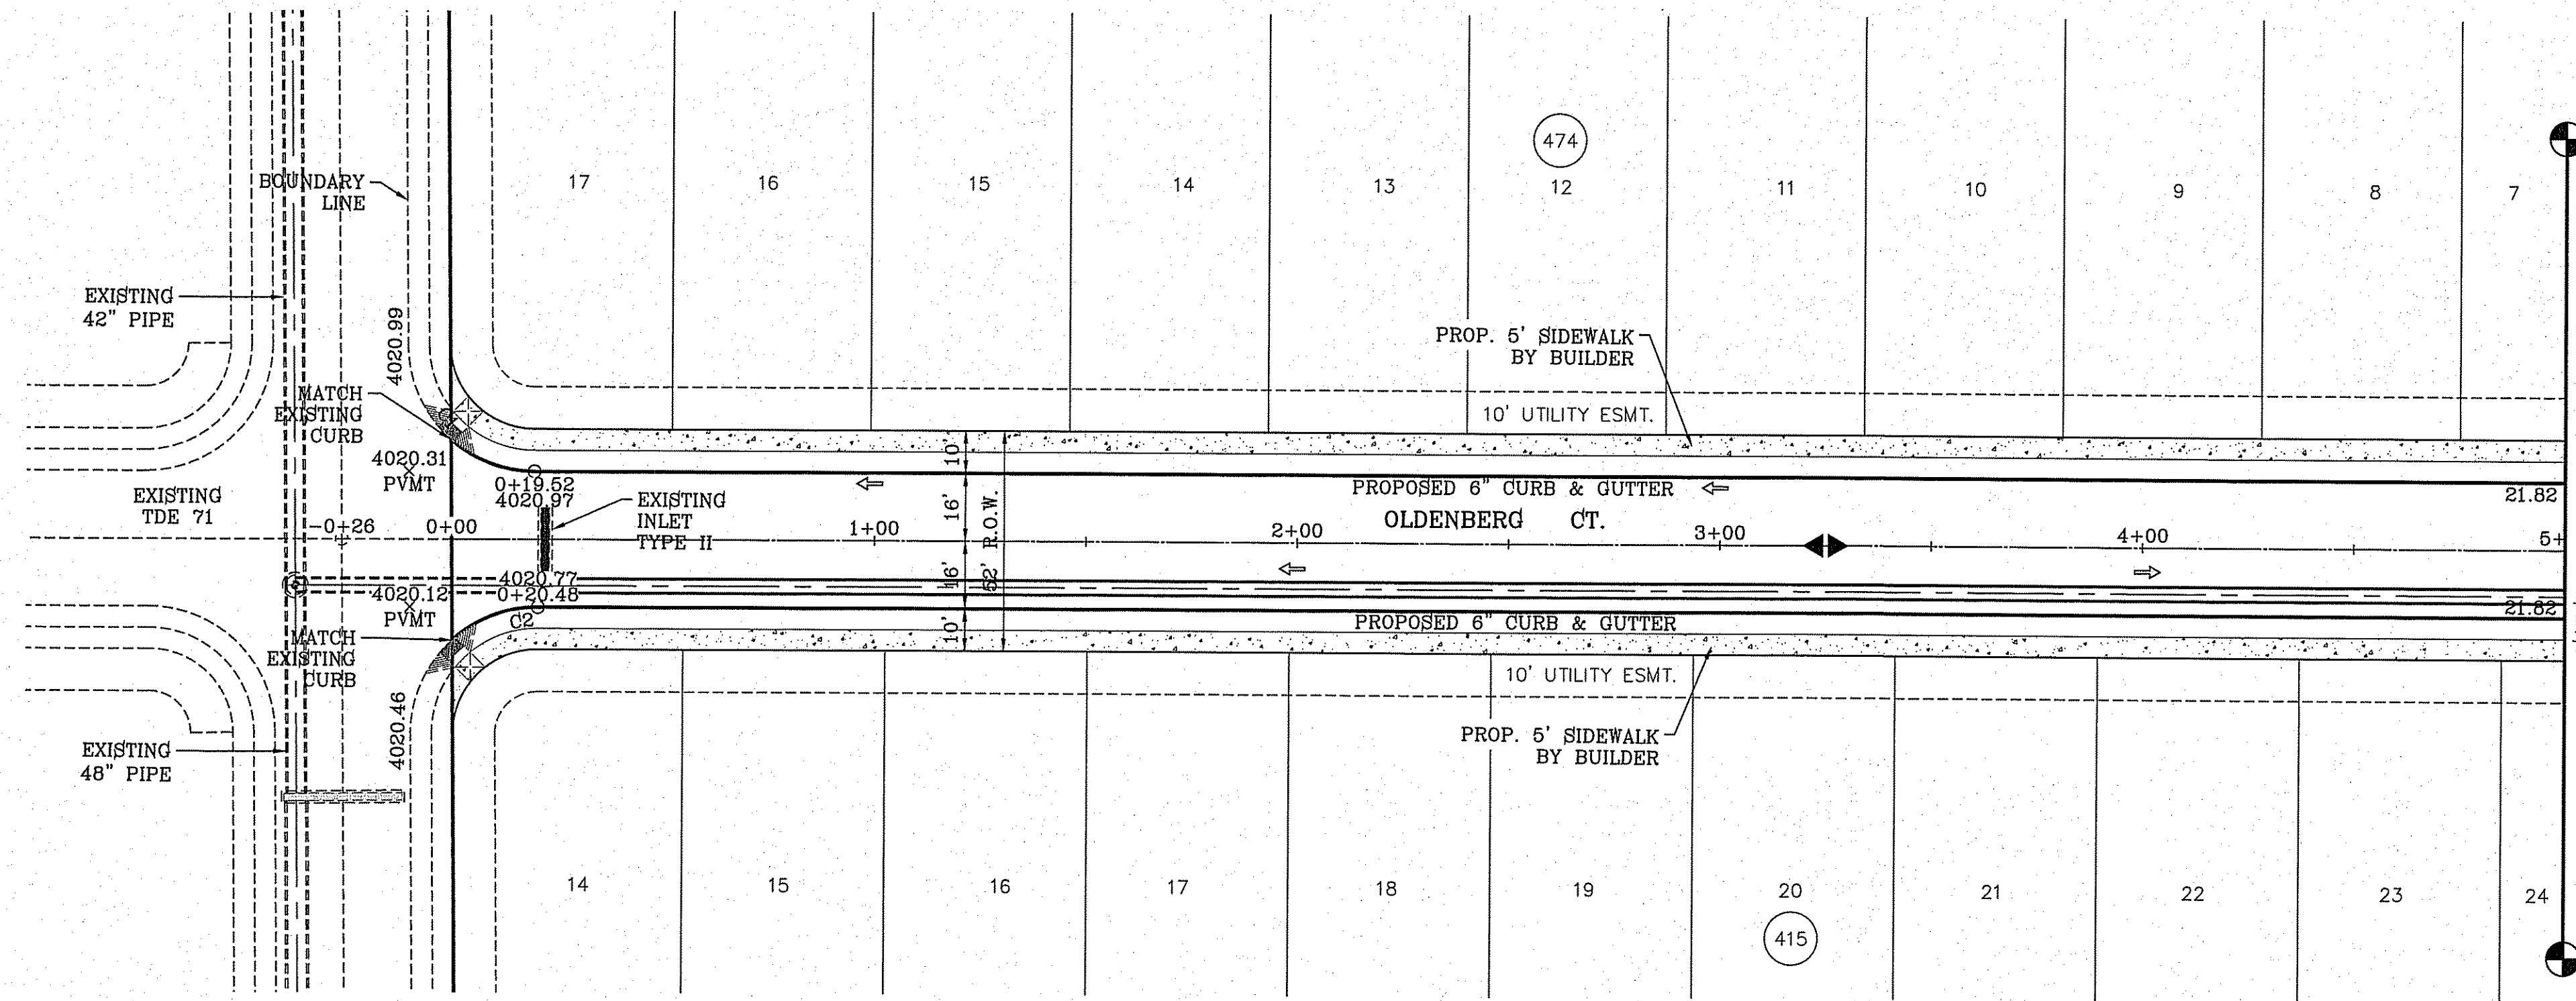 474
17
16
15
14
13
12
11
10
9
8
7
BOUNDARY
LINE
EXISTING
42" PIPE
4020.99
MATCH
EXISTING
CURB
PROP. 5' SIDEWALK
BY BUILDER
10' UTILITY ESMT.
4020.31
PVMT
0+19.52
4020.97
EXISTING
INLET
TYPE II
10'
16'
16'
10'
52' R.O.W.
PROPOSED 6" CURB & GUTTER
21.82
EXISTING
TDE 71
OLDENBERG CT.
-0+26
0+00
1+00
2+00
3+00
4+00
5+
4020.77
0+20.48
4020.12
PVMT
C2
21.82
PROPOSED 6" CURB & GUTTER
MATCH
EXISTING
CURB
10' UTILITY ESMT.
4020.46
EXISTING
48" PIPE
PROP. 5' SIDEWALK
BY BUILDER
14
15
16
17
18
19
20
21
22
23
24
415